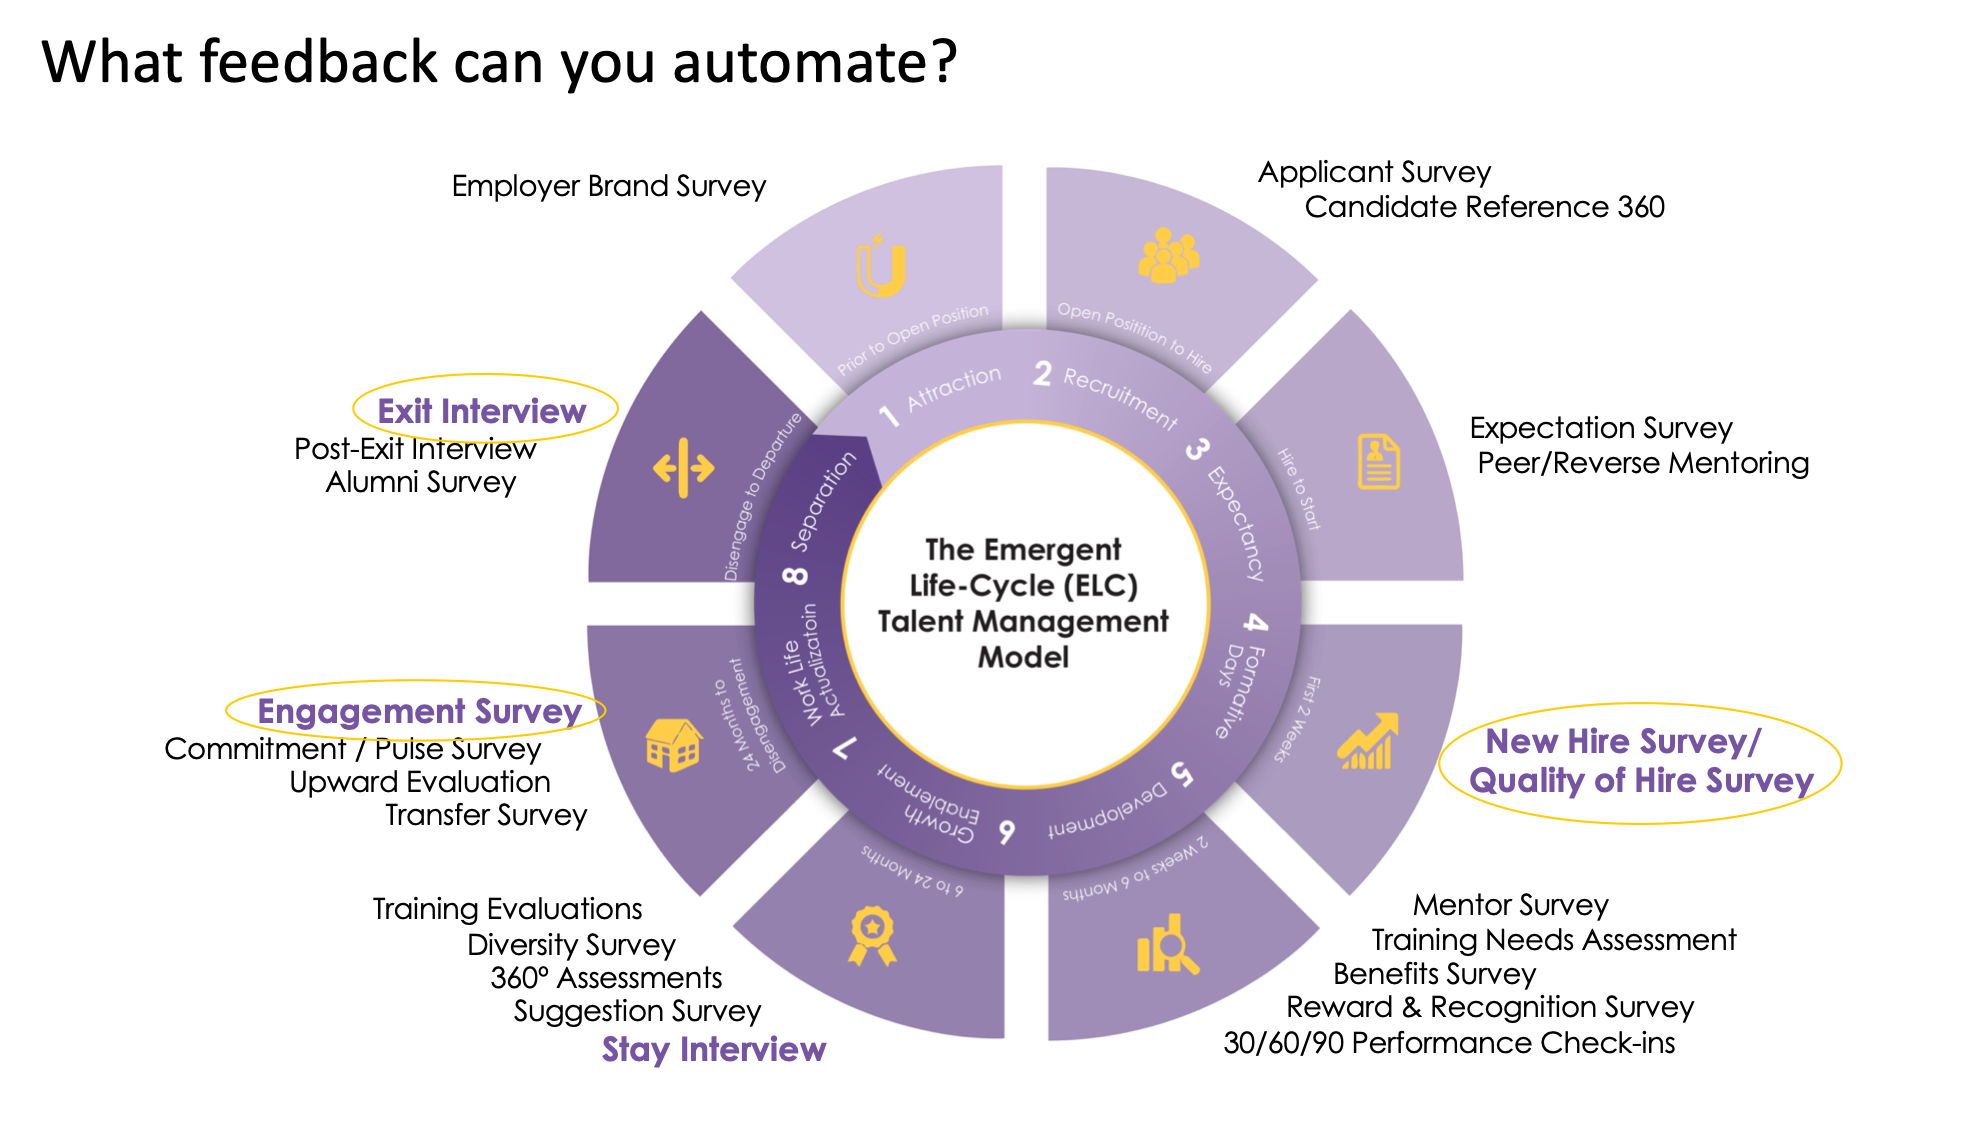 What feedback can you automate?
Employer Brand Survey
Applicant Survey
Candidate Reference 360
Expectation Survey
Peer/Reverse Mentoring
New Hire Survey/
Quality of Hire Survey
Mentor Survey
Training Needs Assessment
Benefits Survey
Reward & Recognition Survey
30/60/90 Performance Check-ins
Training Evaluations
Diversity Survey
360º Assessments
Suggestion Survey
Stay Interview
Engagement Survey
Commitment / Pulse Survey
Upward Evaluation
Transfer Survey
Exit Interview
Post-Exit Interview
Alumni Survey
Prior to Open Position
1 Attraction
Open Positition to Hire
2 Recruitment
Hire to Start
3 Expectancy
First 2 Weeks
4 Formative
Days
2 Weeks to 6 Months
5 Development
6 to 24 Months
6 Growth
Enablement
24 Months to
Disengagement
7 Work Life
Actualizatoin
Disengage to Departure
8 Separation
The Emergent
Life-Cycle (ELC)
Talent Management
Model